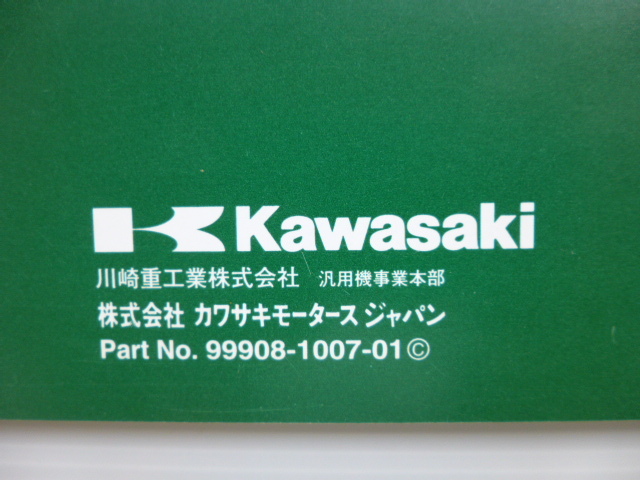 Kawasaki
川崎重工業株式会社 汎用機事業本部
株式会社 カワサキモータースジャパン
Part No. 99908-1007-01©